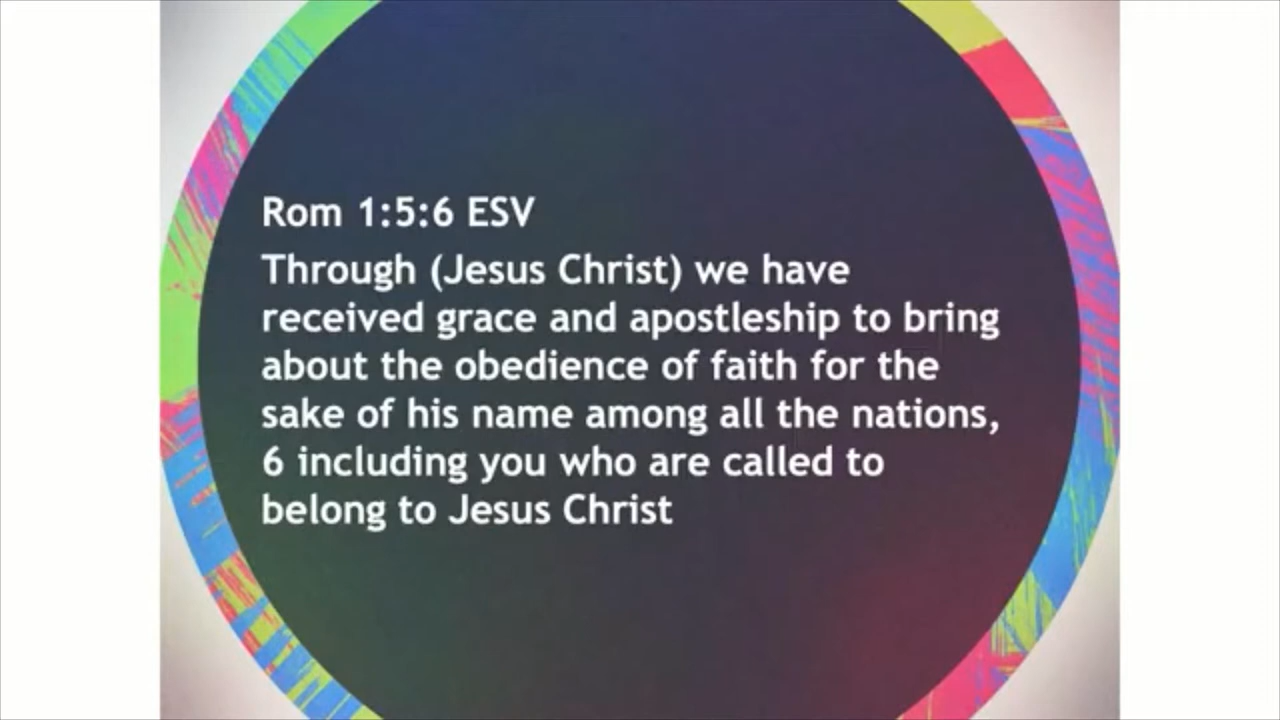 Rom 1:5:6 ESV
Through (Jesus Christ) we have
received grace and apostleship to bring
about the obedience of faith for the
sake of his name among all the nations,
6 including you who are called to
belong to Jesus Christ